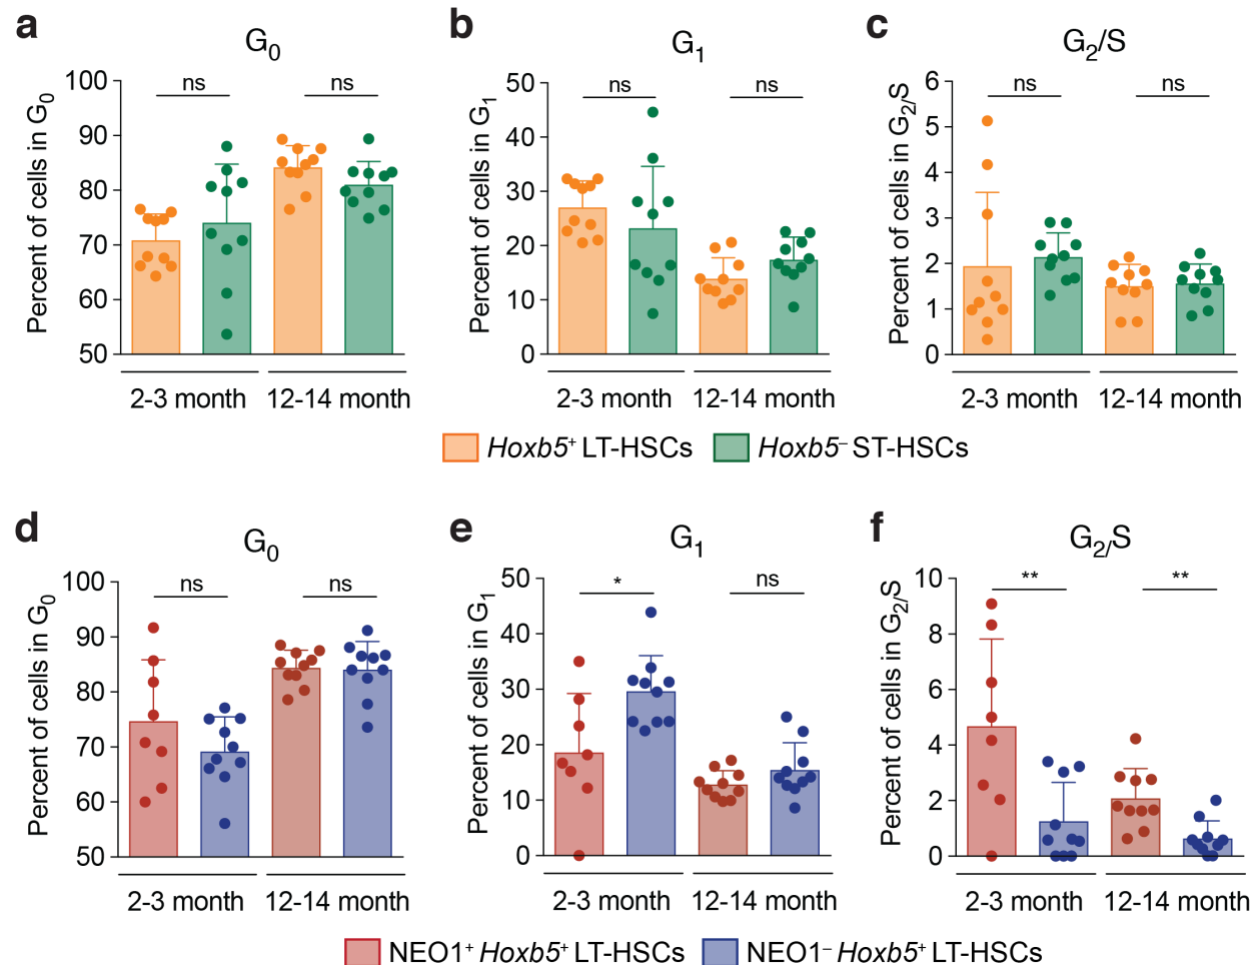 a
G₀
Percent of cells in G₀
100
90
80
70
60
50
ns
ns
2-3 month
12-14 month
b
G₁
Percent of cells in G₁
50
40
30
20
10
0
ns
ns
2-3 month
12-14 month
c
G₂/S
Percent of cells in G₂/S
6
5
4
3
2
1
0
ns
ns
2-3 month
12-14 month
Hoxb5⁺ LT-HSCs
Hoxb5⁻ ST-HSCs
d
G₀
Percent of cells in G₀
100
90
80
70
60
50
ns
ns
2-3 month
12-14 month
e
G₁
Percent of cells in G₁
50
40
30
20
10
0
*
ns
2-3 month
12-14 month
f
G₂/S
Percent of cells in G₂/S
10
8
6
4
2
0
**
**
2-3 month
12-14 month
NEO1⁺ Hoxb5⁺ LT-HSCs
NEO1⁻ Hoxb5⁺ LT-HSCs